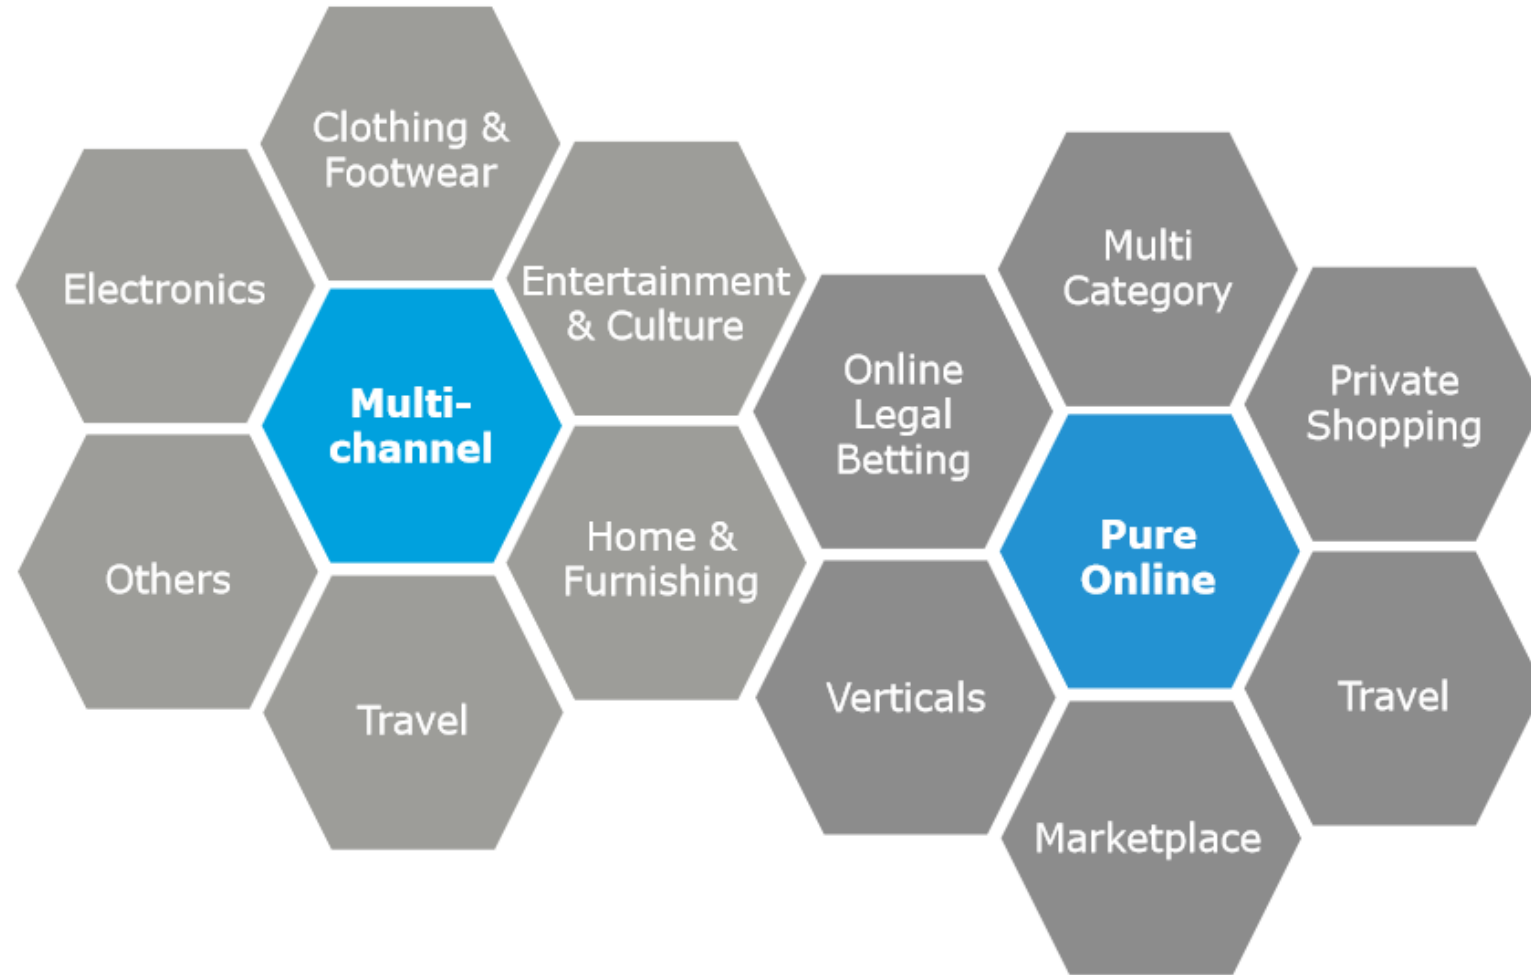 Clothing &
Footwear
Electronics
Entertainment
& Culture
Multi-
channel
Home &
Furnishing
Others
Travel
Multi
Category
Online
Legal
Betting
Private
Shopping
Pure
Online
Verticals
Travel
Marketplace